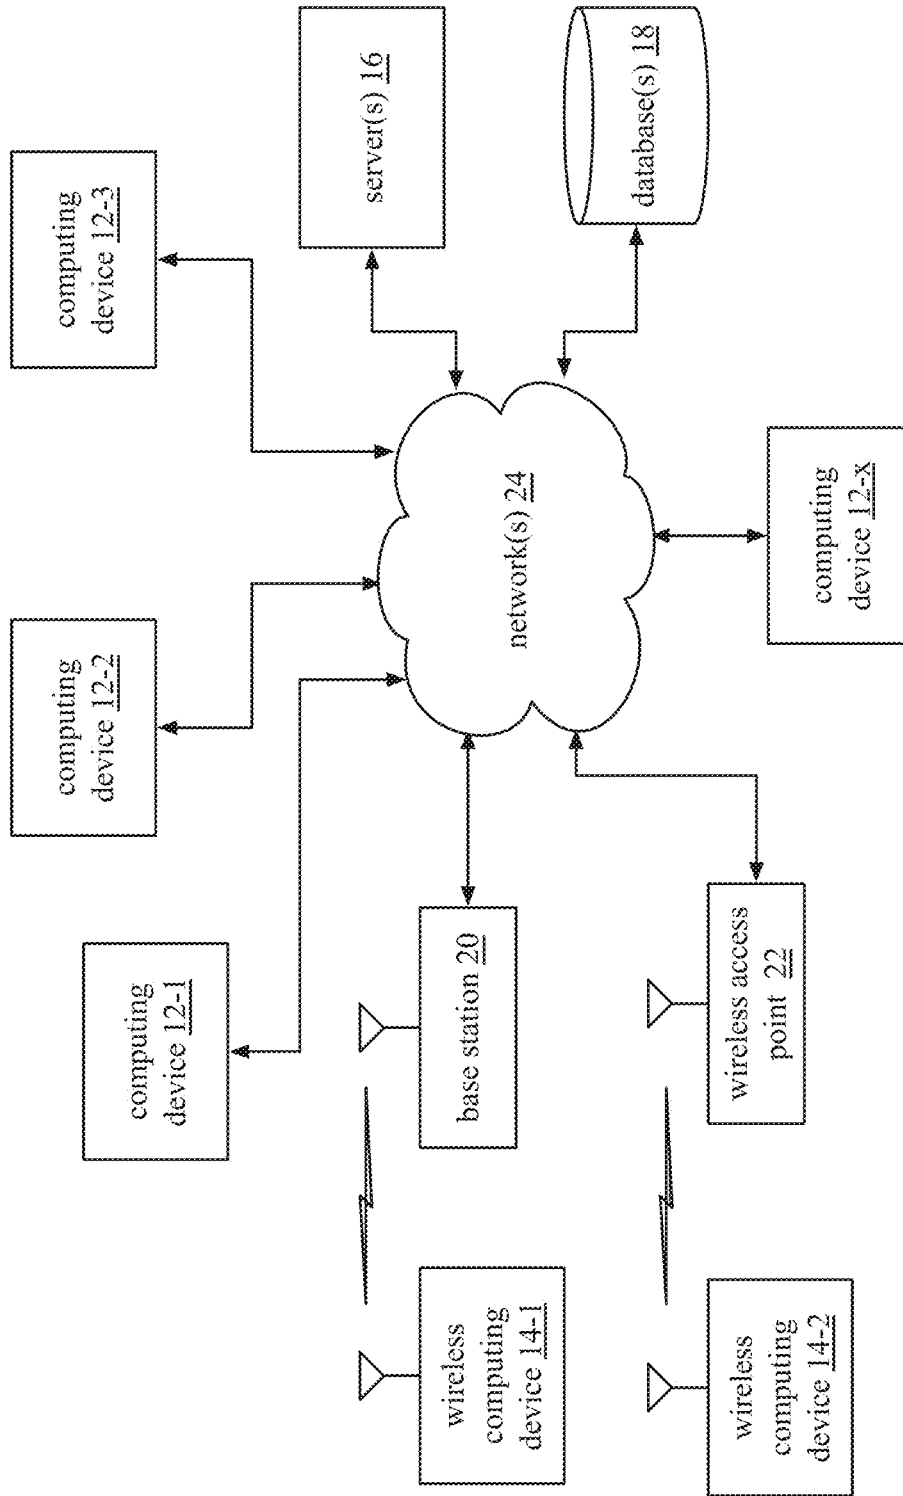 computing
device 12-1
computing
device 12-2
computing
device 12-3
wireless
computing
device 14-1
base station 20
network(s) 24
server(s) 16
database(s) 18
wireless
computing
device 14-2
wireless access
point 22
computing
device 12-x